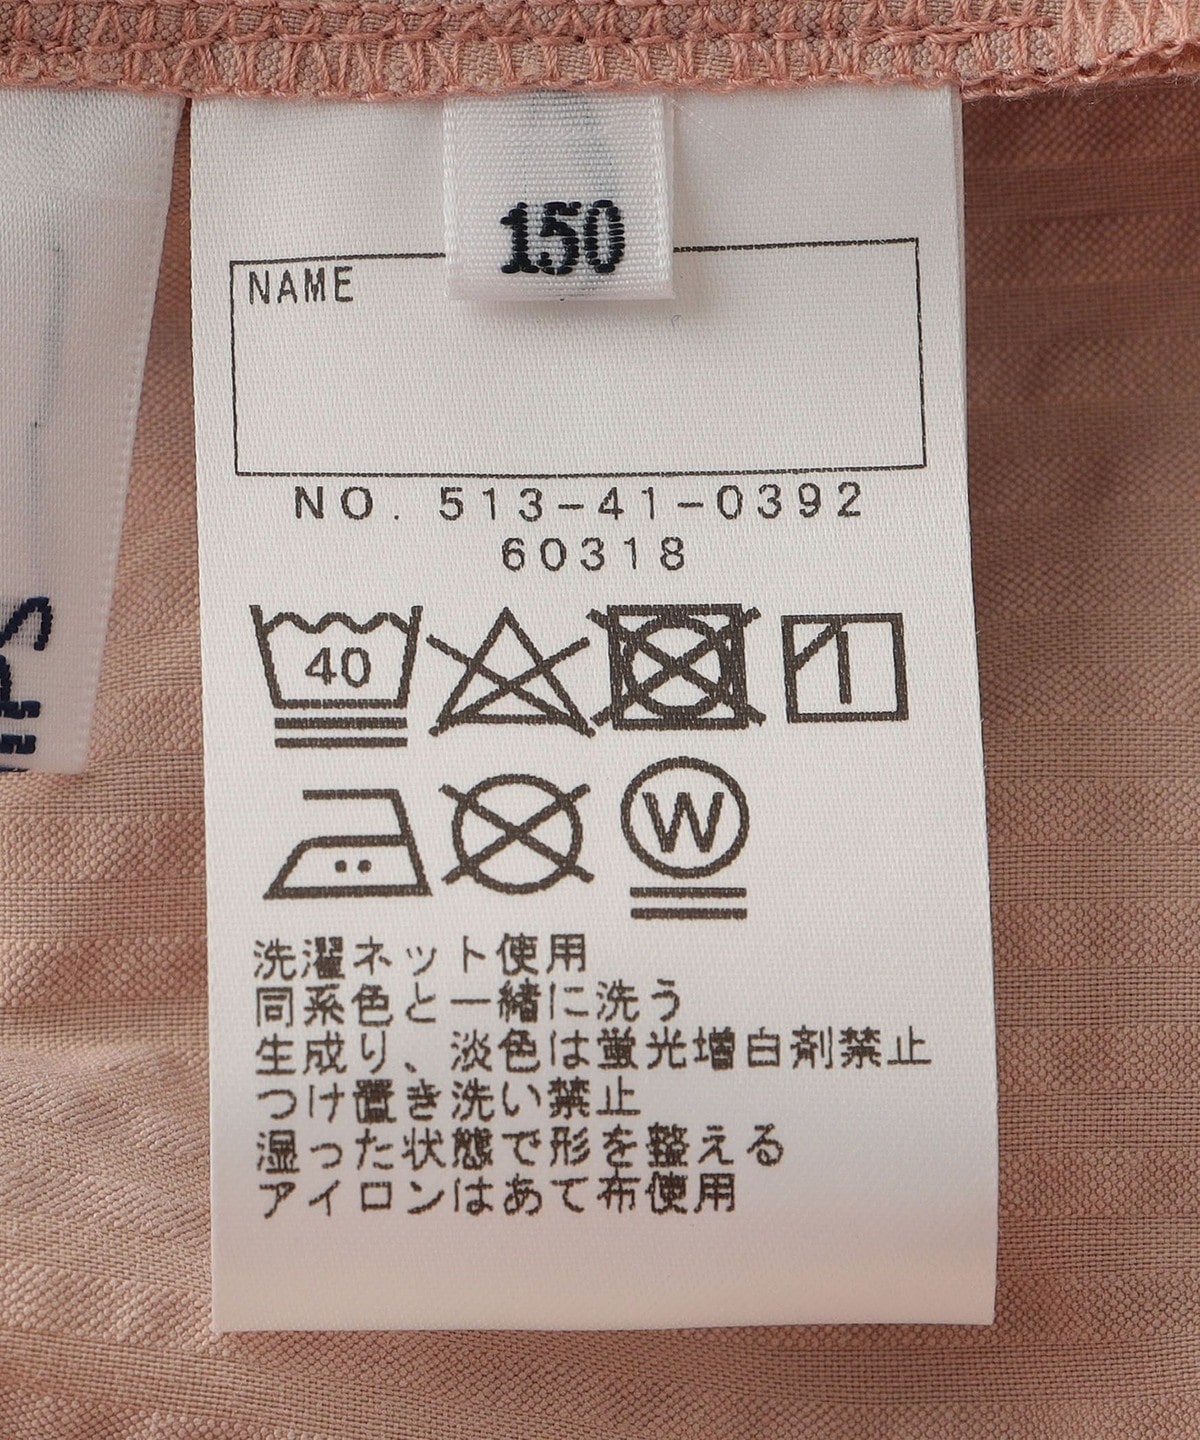 150
NAME
NO. 513-41-0392
60318
40
W
洗濯ネット使用
同系色と一緒に洗う
生成り、淡色は蛍光増白剤禁止
つけ置き洗い禁止
湿った状態で形を整える
アイロンはあて布使用